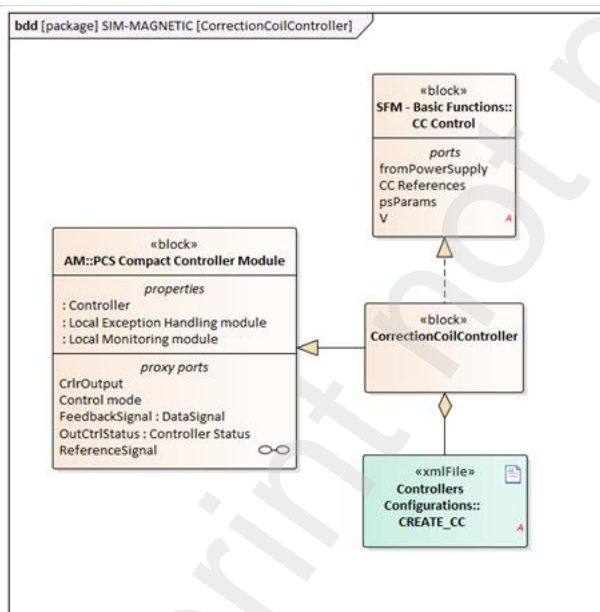 bdd [package] SIM-MAGNETIC [CorrectionCoilController]
«block»
SFM - Basic Functions::
CC Control
ports
fromPowerSupply
CC References
psParams
V
A
«block»
AM::PCS Compact Controller Module
properties
: Controller
: Local Exception Handling module
: Local Monitoring module
proxy ports
CrlrOutput
Control mode
FeedbackSignal : DataSignal
OutCtrlStatus : Controller Status
ReferenceSignal
«block»
CorrectionCoilController
«xmlFile»
Controllers
Configurations::
CREATE_CC
A